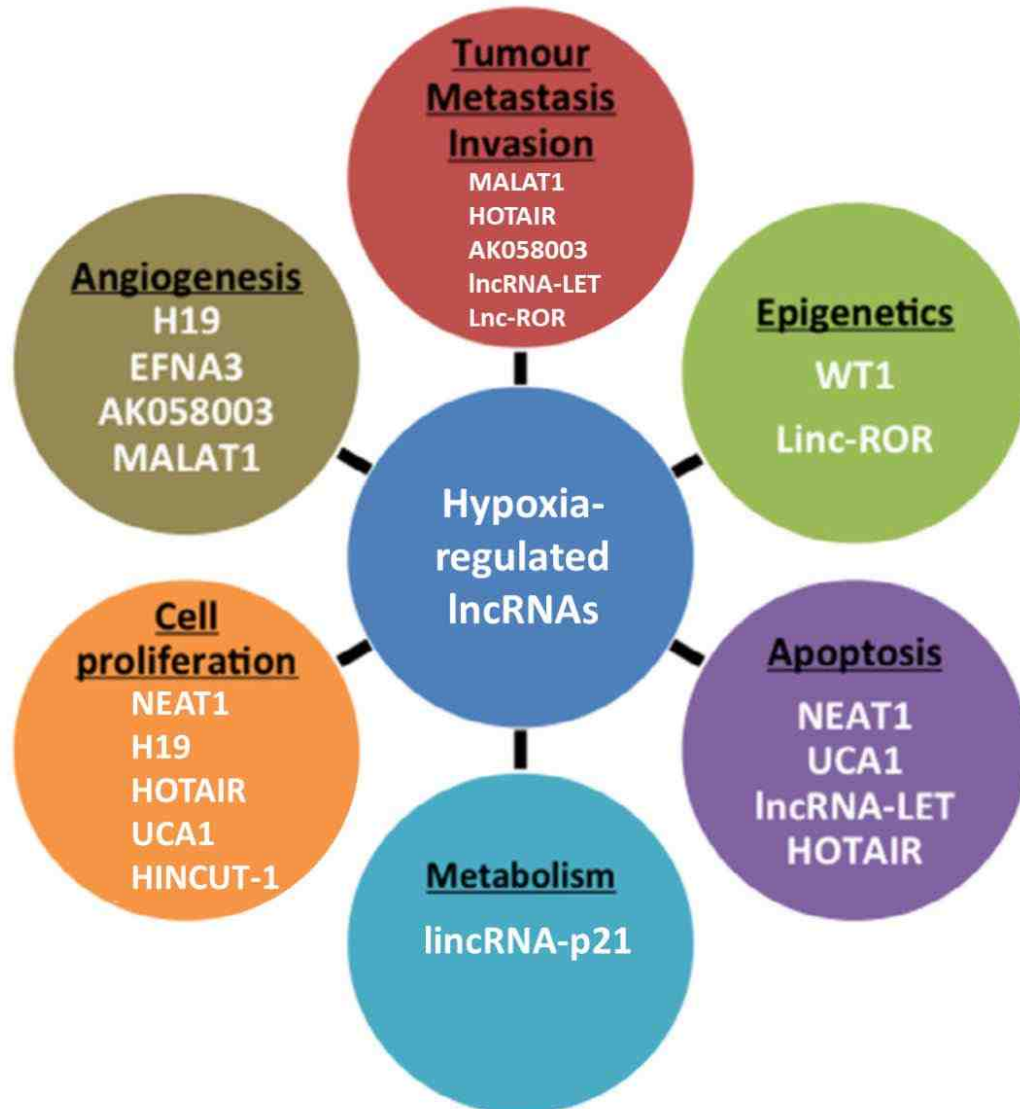 Tumour
Metastasis
Invasion
MALAT1
HOTAIR
AK058003
lncRNA-LET
Lnc-ROR
Angiogenesis
H19
EFNA3
AK058003
MALAT1
Epigenetics
WT1
Linc-ROR
Hypoxia-
regulated
lncRNAs
Cell
proliferation
NEAT1
H19
HOTAIR
UCA1
HINCUT-1
Apoptosis
NEAT1
UCA1
lncRNA-LET
HOTAIR
Metabolism
lincRNA-p21